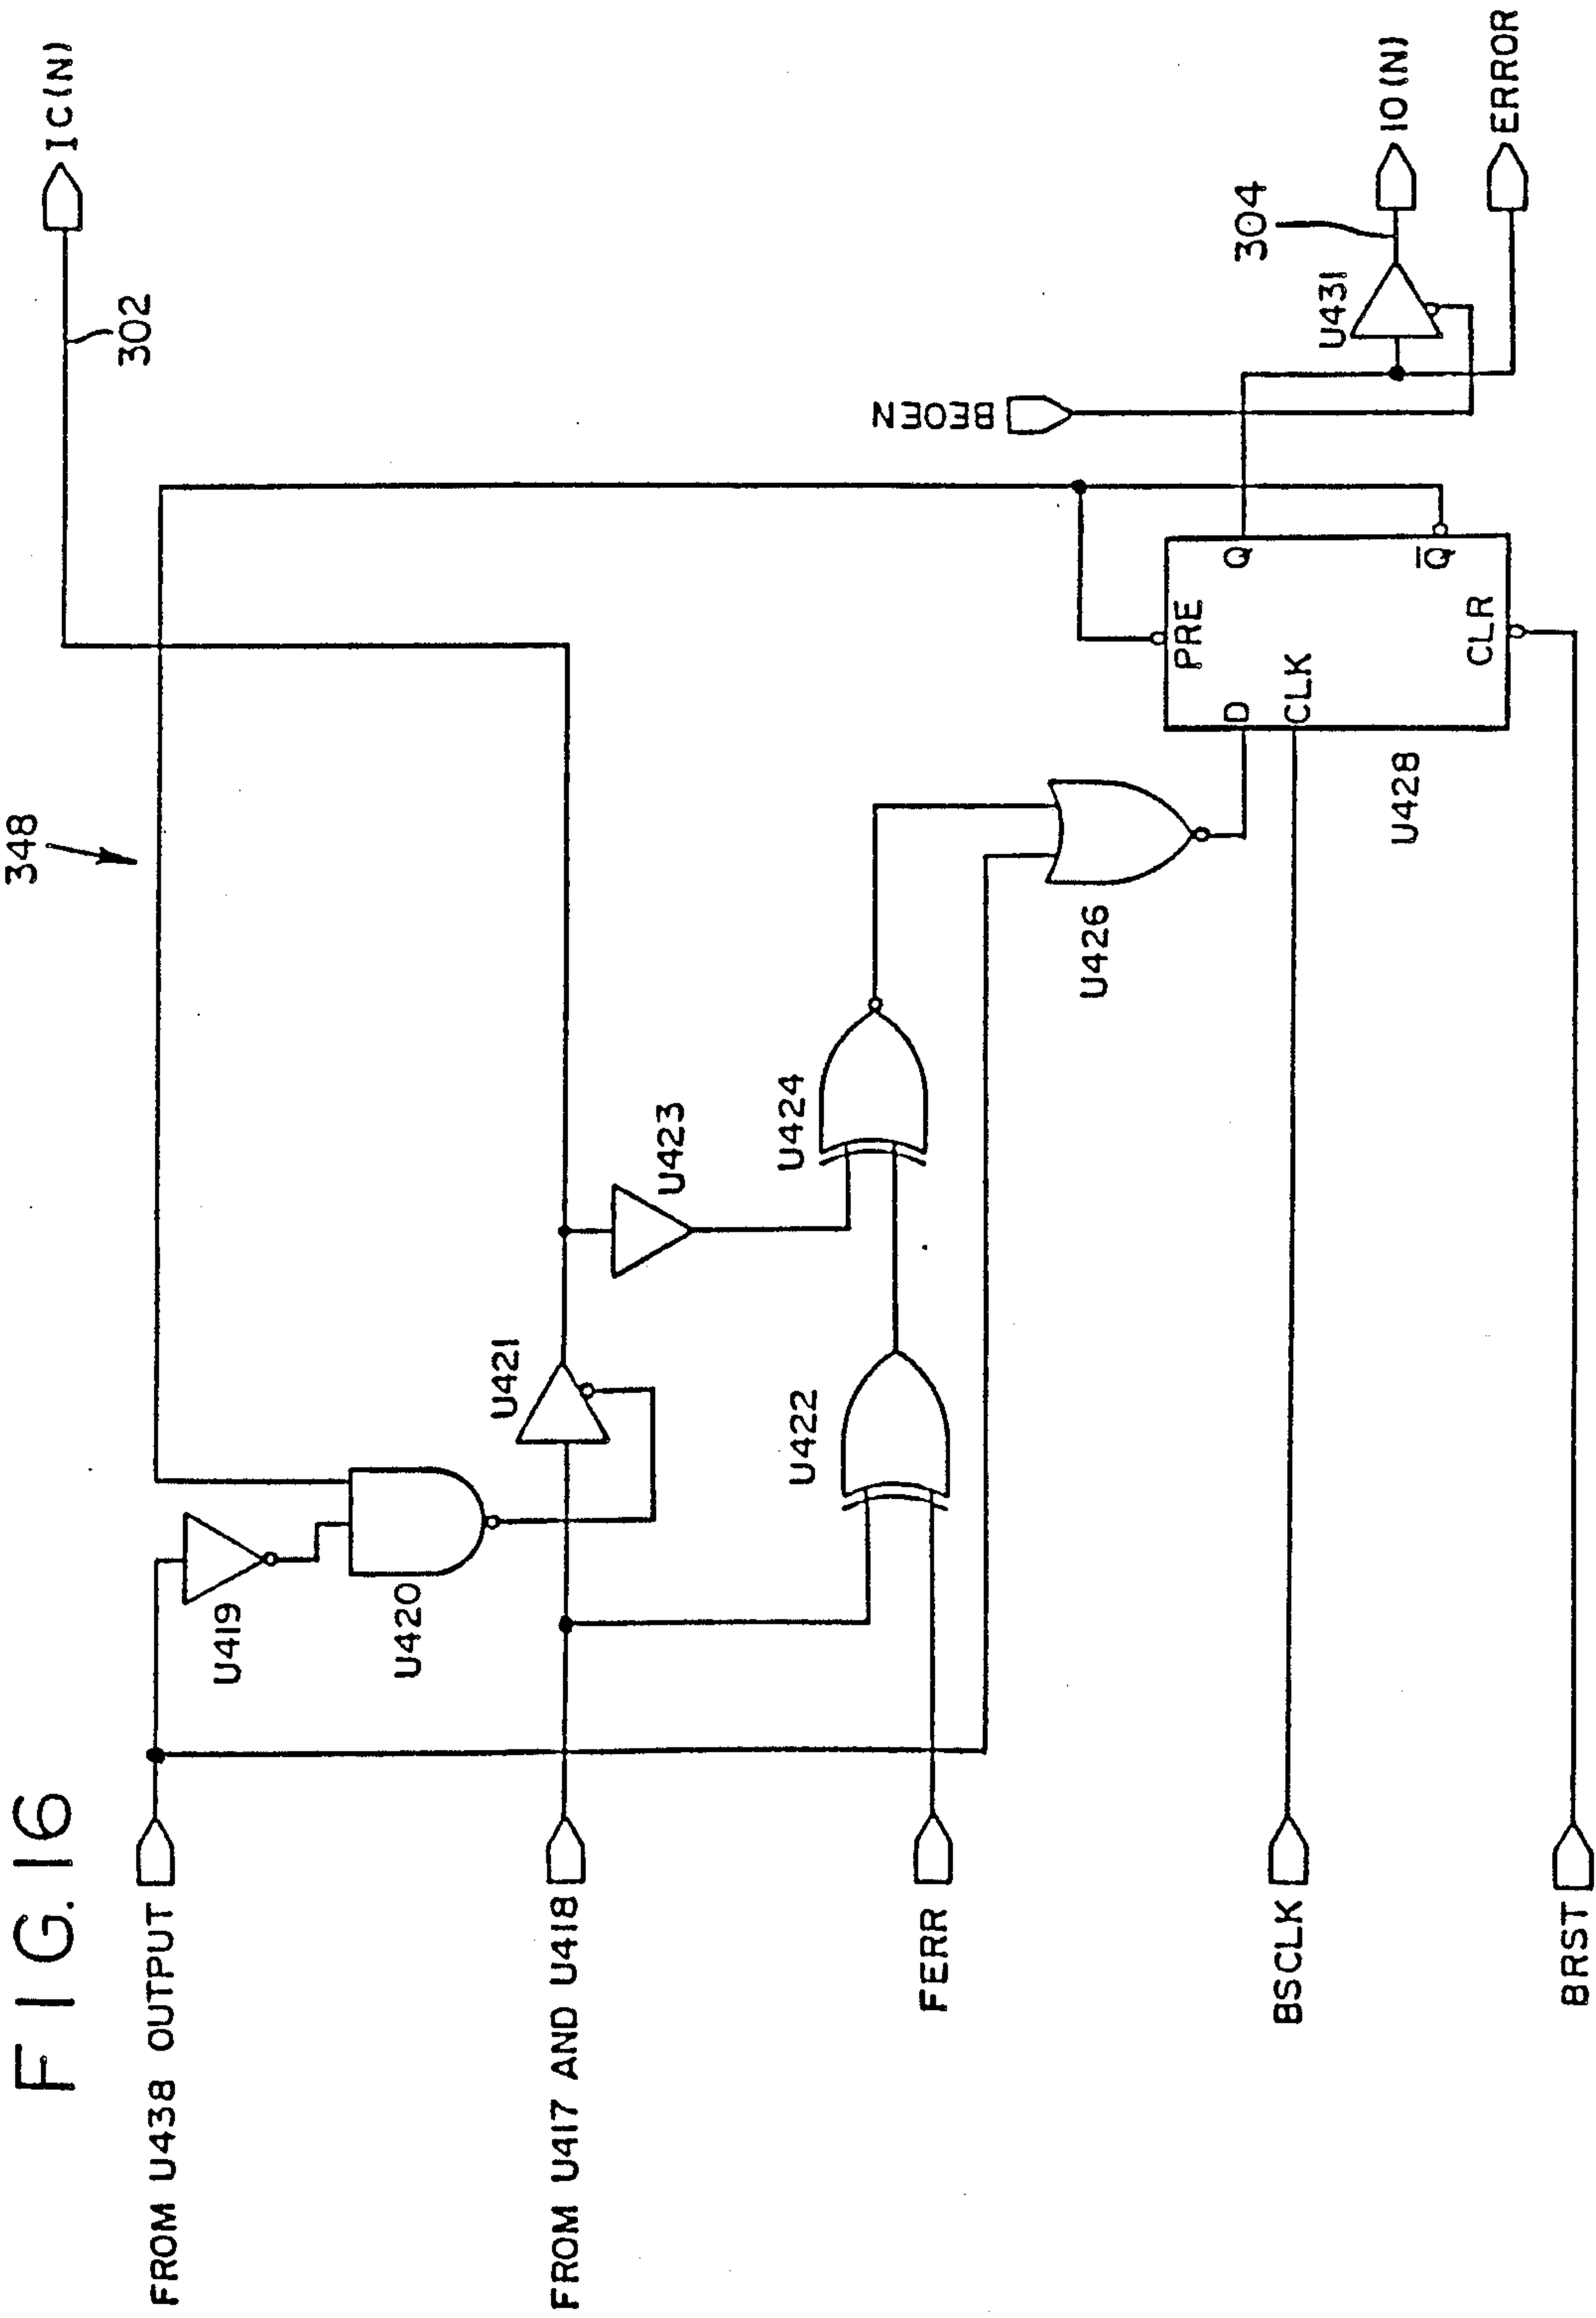 FIG. 16
348
IC(N)
302
FROM U438 OUTPUT
U419
U420
FROM U417 AND U418
U421
U423
U422
U424
FERR
U426
BEOEN
PRE
D
Q
CLK
Q
CLR
U428
U431
304
IO(N)
ERROR
BSCLK
BRST